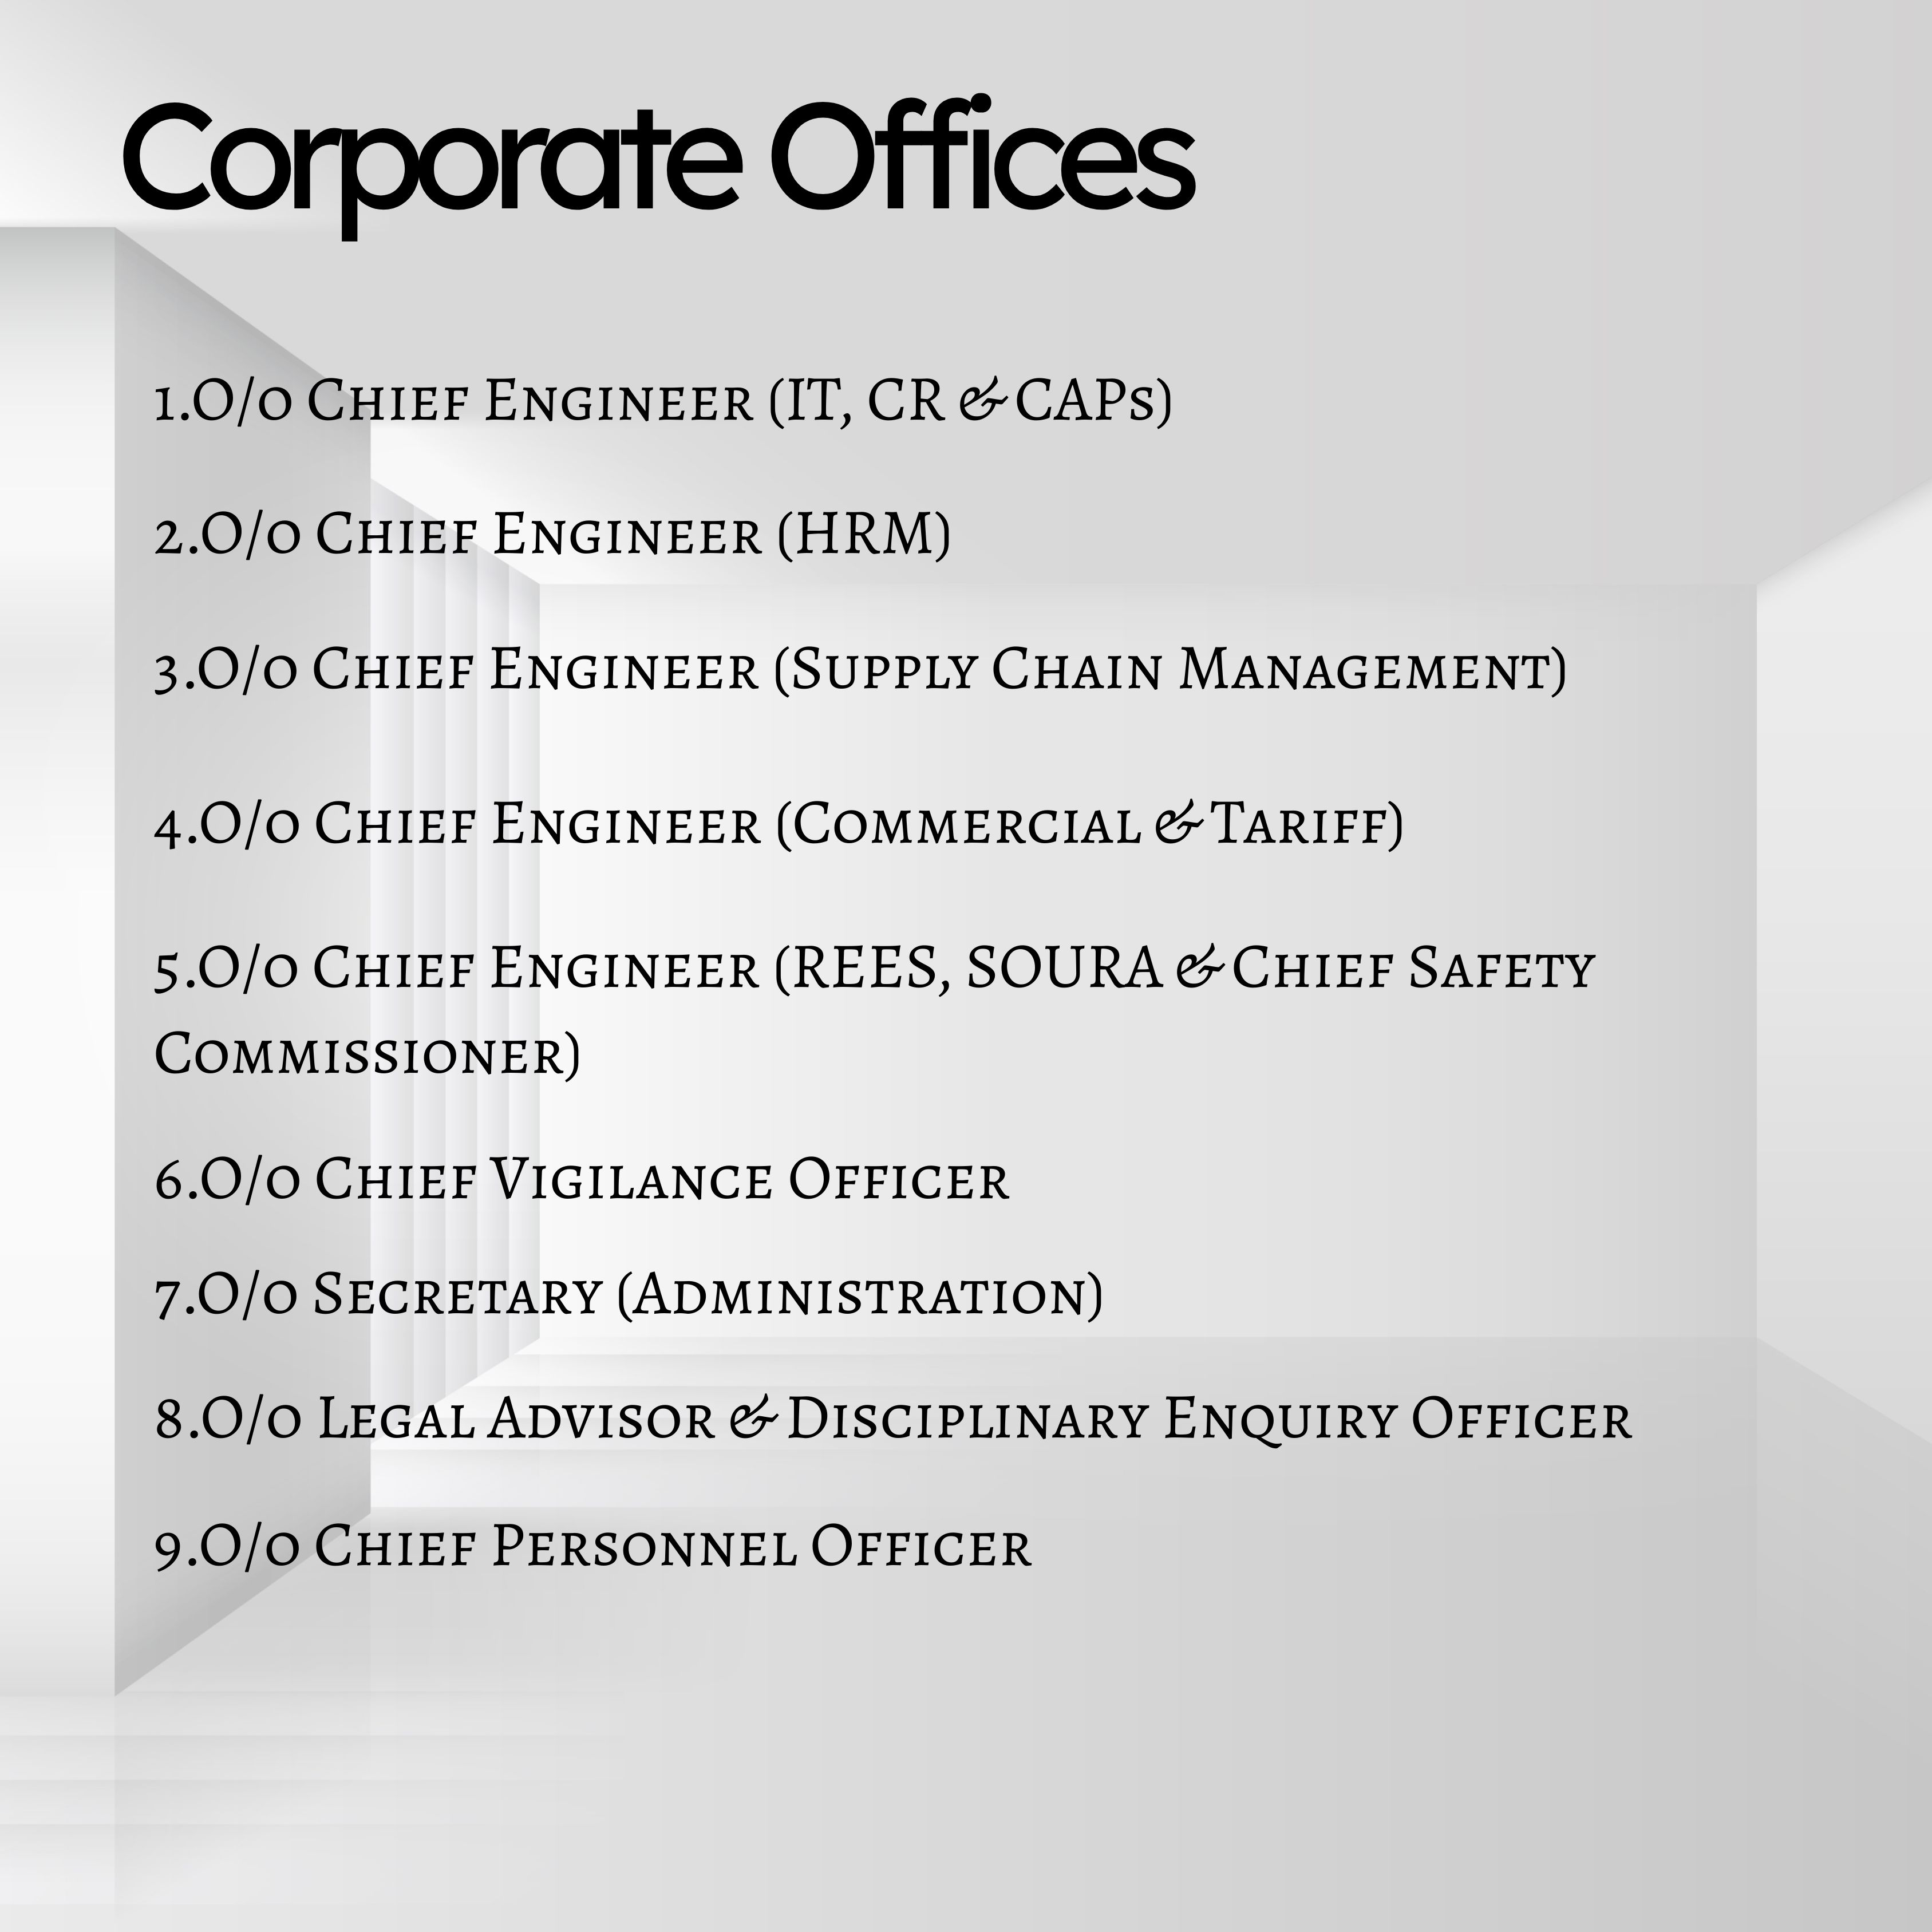 Corporate Offices
1.O/o Chief Engineer (IT, CR & CAPs)
2.O/o Chief Engineer (HRM)
3.O/o Chief Engineer (Supply Chain Management)
4.O/o Chief Engineer (Commercial & Tariff)
5.O/o Chief Engineer (REES, SOURA & Chief Safety
Commissioner)
6.O/o Chief Vigilance Officer
7.O/o Secretary (Administration)
8.O/o Legal Advisor & Disciplinary Enquiry Officer
9.O/o Chief Personnel Officer